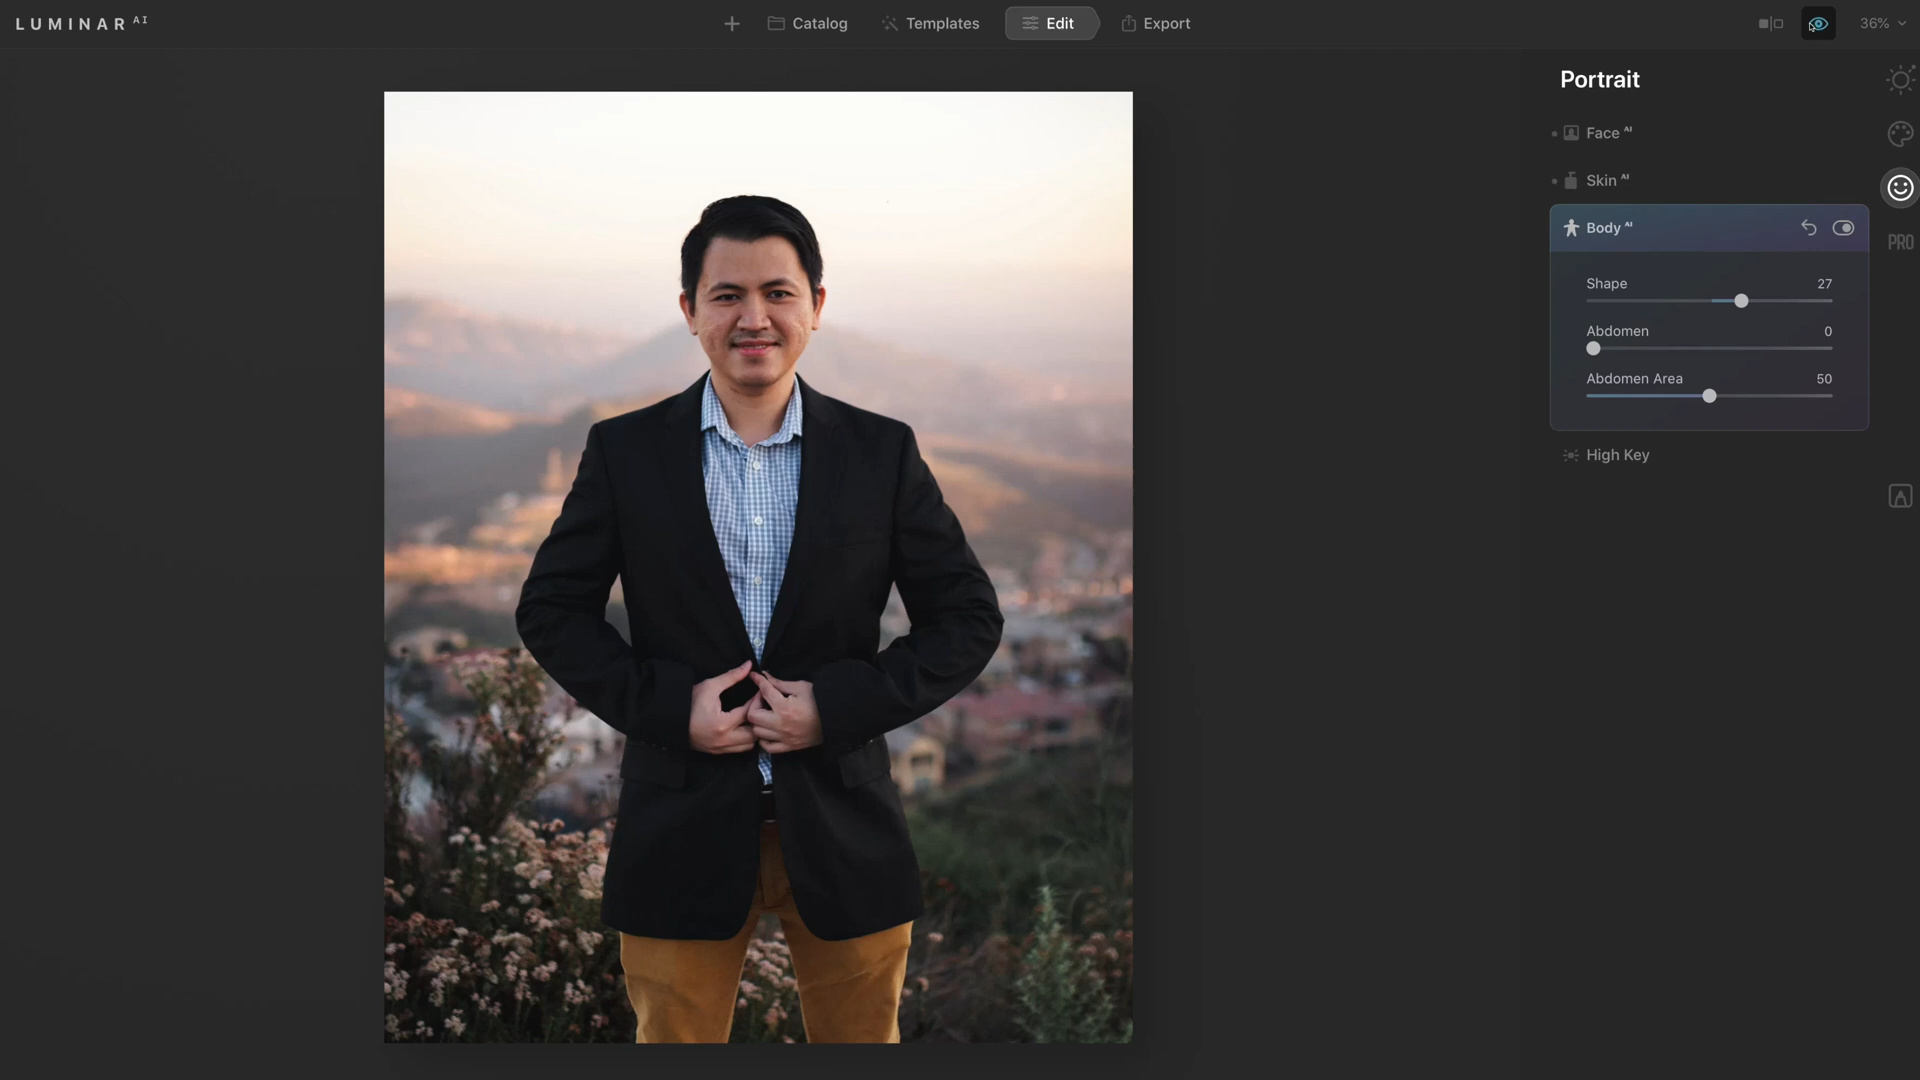 LUMINAR AI
Catalog
Templates
Edit
Export
36%
Portrait
Face AI
Skin AI
Body AI
PRO
Shape 27
Abdomen 0
Abdomen Area 50
High Key